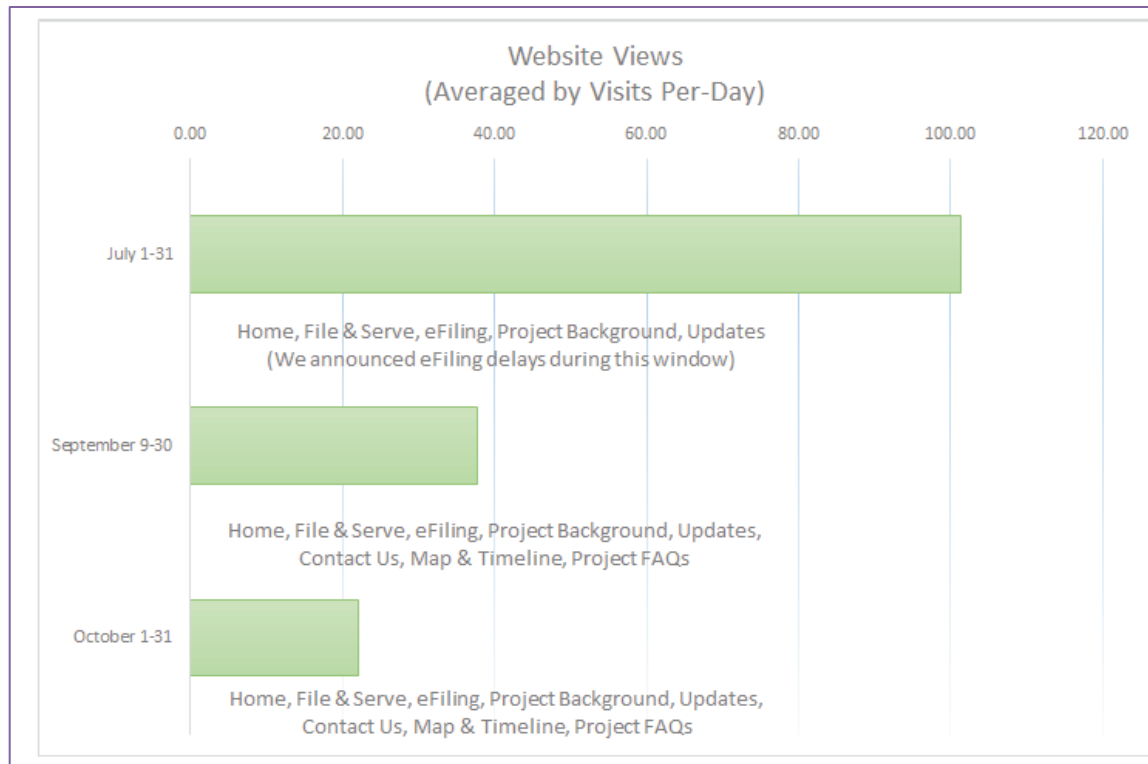 Website Views
(Averaged by Visits Per-Day)
0.00 20.00 40.00 60.00 80.00 100.00 120.00
July 1-31
Home, File & Serve, eFiling, Project Background, Updates
(We announced eFiling delays during this window)
September 9-30
Home, File & Serve, eFiling, Project Background, Updates,
Contact Us, Map & Timeline, Project FAQs
October 1-31
Home, File & Serve, eFiling, Project Background, Updates,
Contact Us, Map & Timeline, Project FAQs